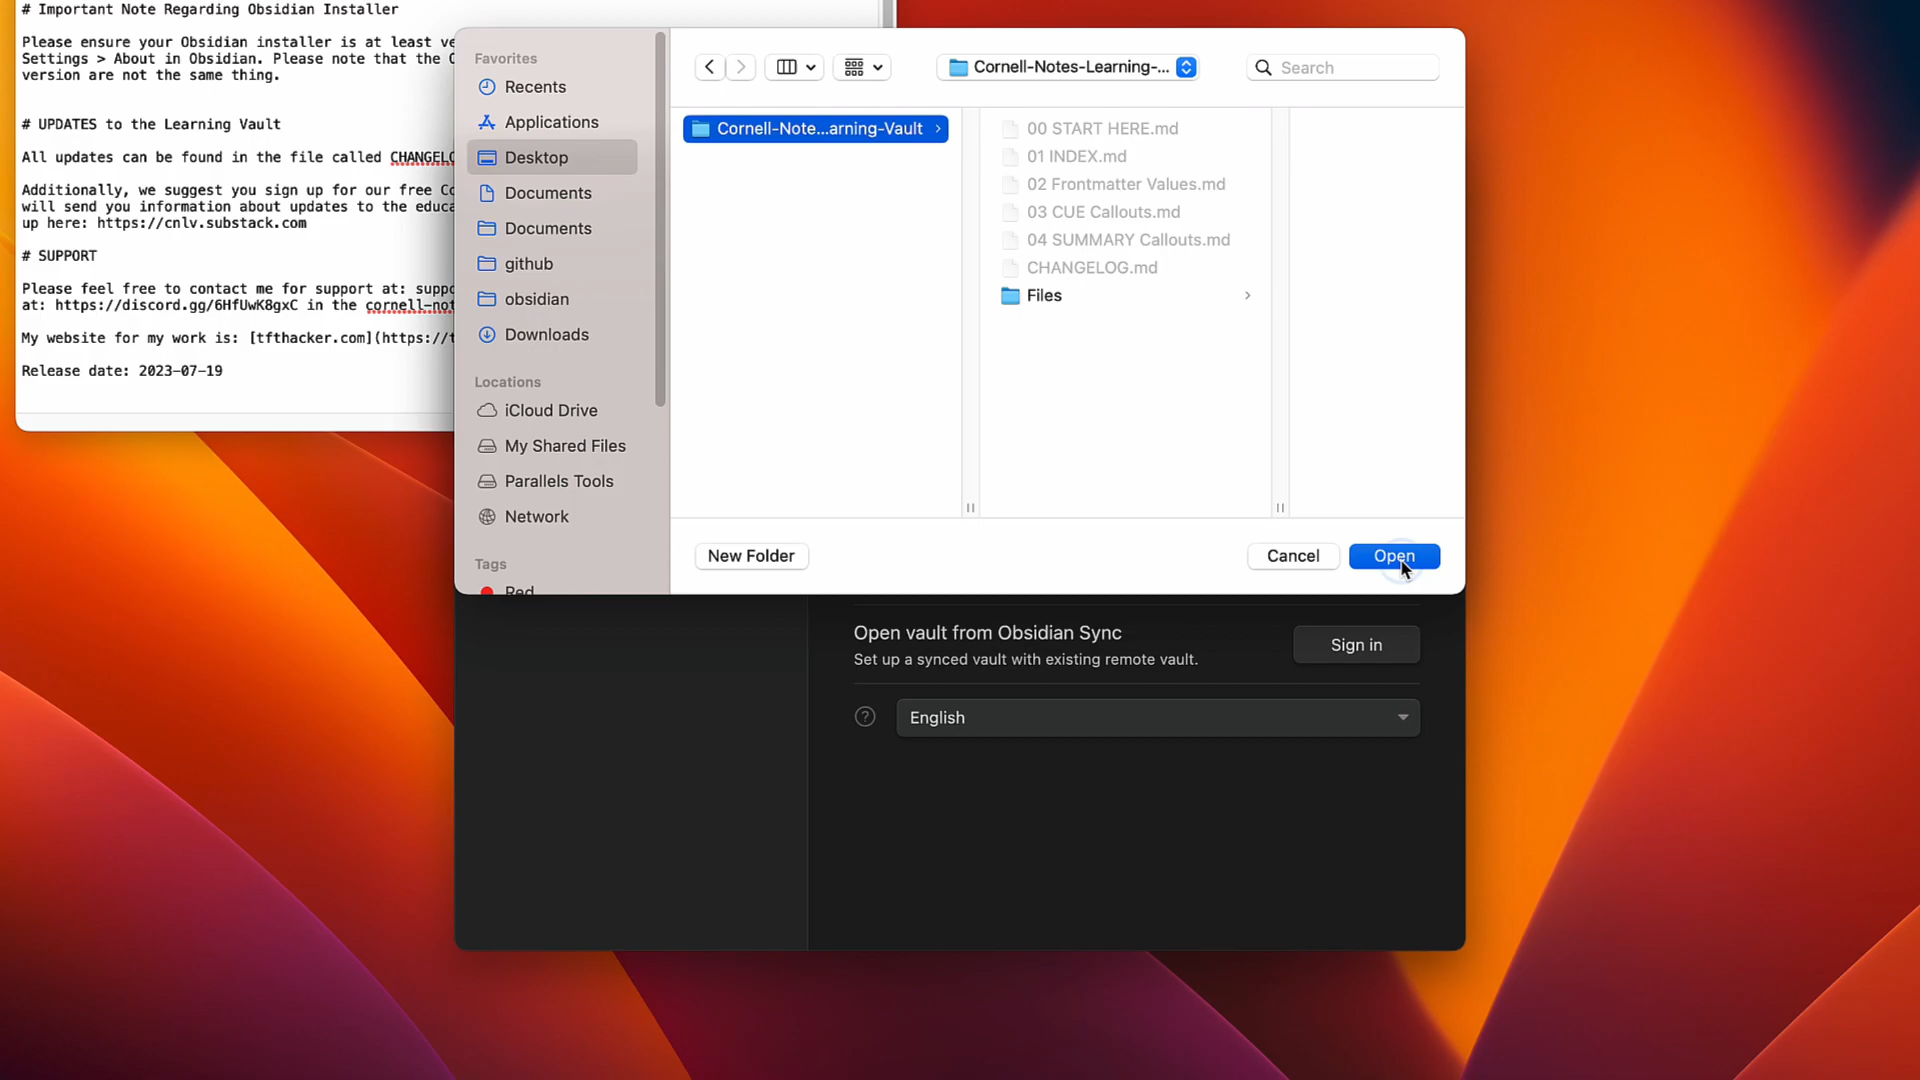 # Important Note Regarding Obsidian Installer
Please ensure your Obsidian installer is at least ve
Settings > About in Obsidian. Please note that the O
version are not the same thing.
# UPDATES to the Learning Vault
All updates can be found in the file called CHANGELO
Additionally, we suggest you sign up for our free Co
will send you information about updates to the educa
up here: https://cnlv.substack.com
# SUPPORT
Please feel free to contact me for support at: suppo
at: https://discord.gg/6HfUwK8gxC in the cornell-not
My website for my work is: [tfthacker.com](https://t
Release date: 2023-07-19
Favorites
Recents
Applications
Desktop
Documents
Documents
github
obsidian
Downloads
Locations
iCloud Drive
My Shared Files
Parallels Tools
Network
Tags
Red
Cornell-Notes-Learning-...
Search
Cornell-Note...arning-Vault
00 START HERE.md
01 INDEX.md
02 Frontmatter Values.md
03 CUE Callouts.md
04 SUMMARY Callouts.md
CHANGELOG.md
Files
New Folder
Cancel
Open
Open vault from Obsidian Sync
Set up a synced vault with existing remote vault.
Sign in
English